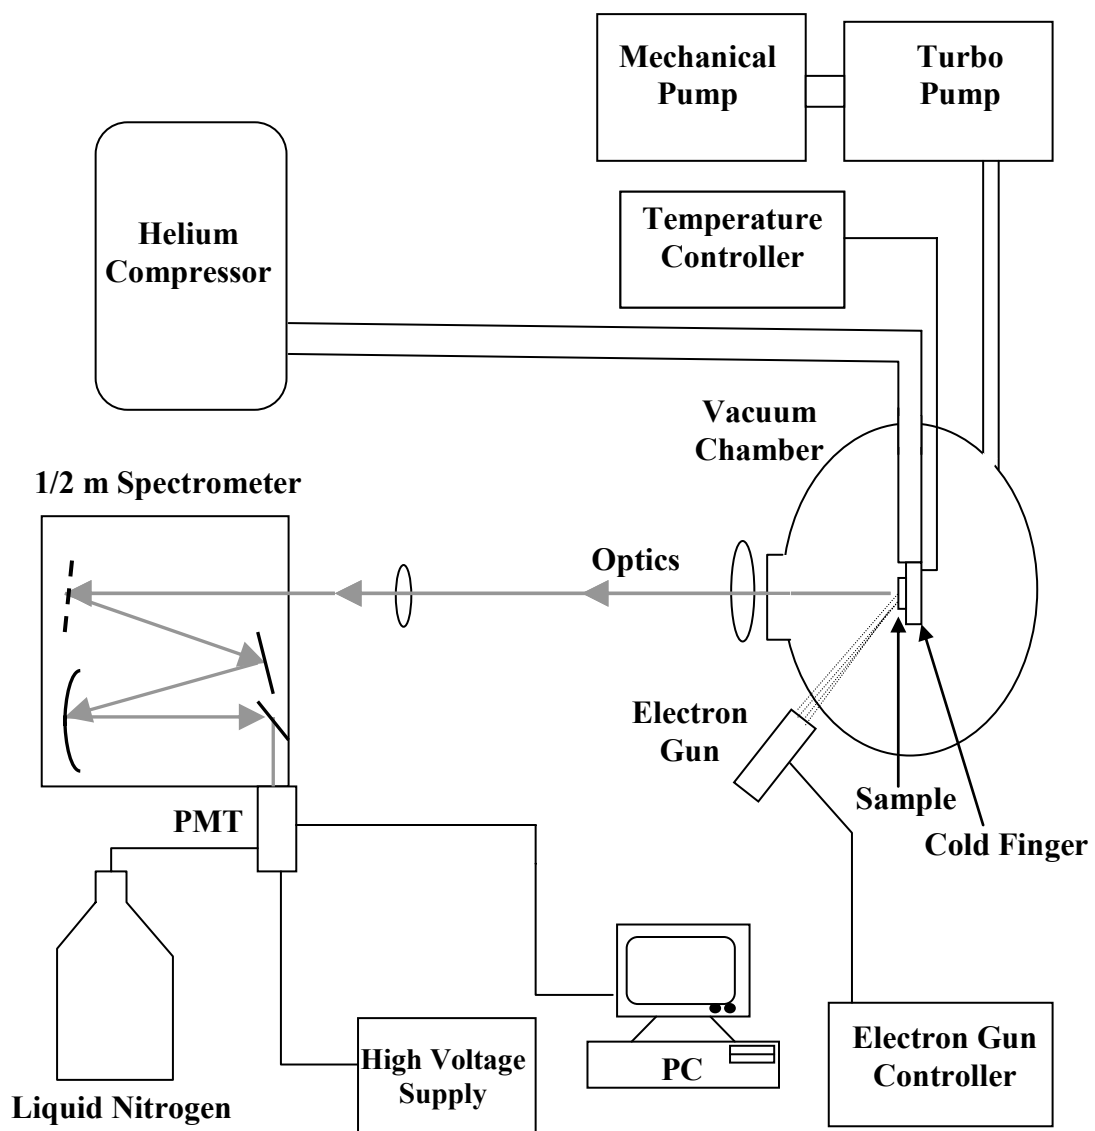 Mechanical
Pump
Turbo
Pump
Temperature
Controller
Helium
Compressor
Vacuum
Chamber
1/2 m Spectrometer
Optics
Electron
Gun
Sample
Cold Finger
PMT
Liquid Nitrogen
High Voltage
Supply
PC
Electron Gun
Controller